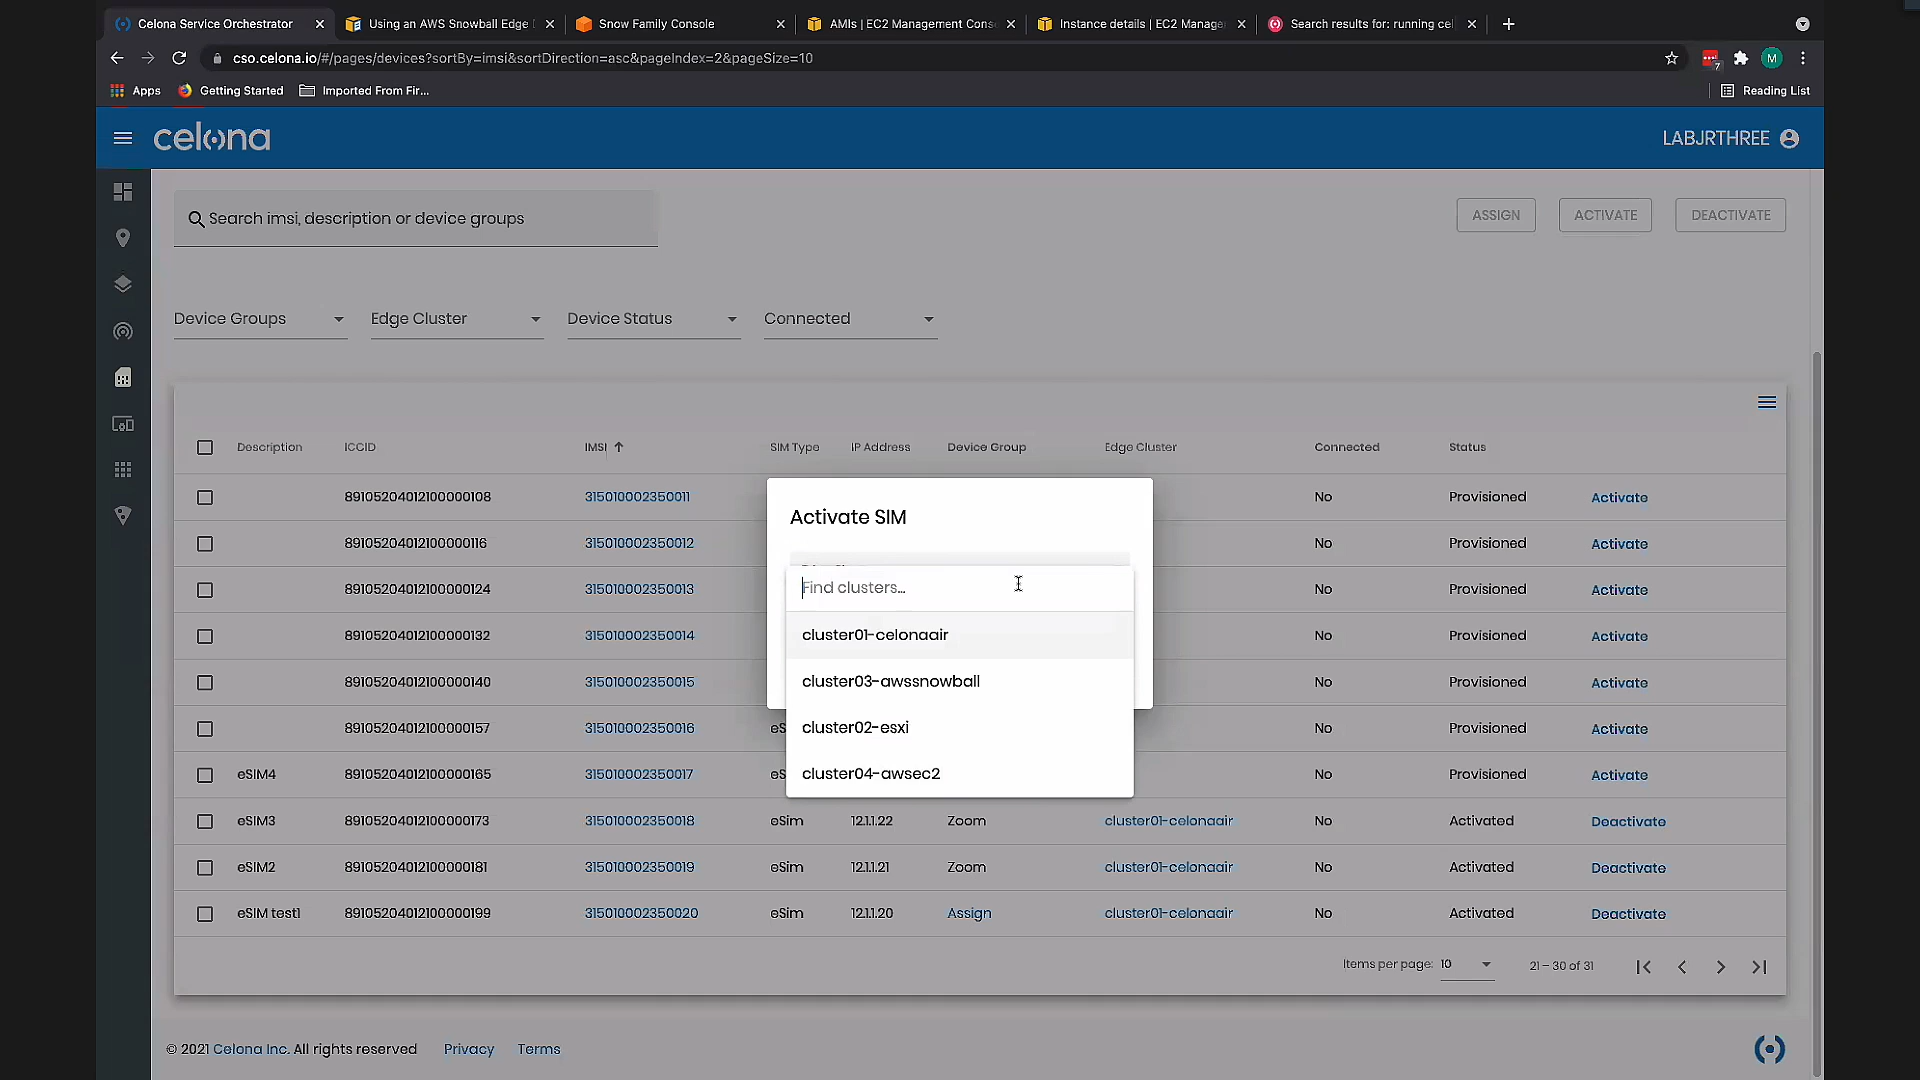 Celona Service Orchestrator
Using an AWS Snowball Edge
Snow Family Console
AMIs | EC2 Management Cons
Instance details | EC2 Manage
Search results for: running cel
cso.celona.io/#/pages/devices?sortBy=imsi&sortDirection=asc&pageIndex=2&pageSize=10
7
M
Apps
Getting Started
Imported From Fir...
Reading List
celona
LABJRTHREE
Search imsi, description or device groups
ASSIGN
ACTIVATE
DEACTIVATE
Device Groups
Edge Cluster
Device Status
Connected
Description ICCID IMSI SIM Type IP Address Device Group Edge Cluster Connected Status
89105204012100000108 315010002350011 No Provisioned Activate
89105204012100000116 315010002350012 No Provisioned Activate
89105204012100000124 315010002350013 No Provisioned Activate
89105204012100000132 315010002350014 No Provisioned Activate
89105204012100000140 315010002350015 No Provisioned Activate
89105204012100000157 315010002350016 eS No Provisioned Activate
eSIM4 89105204012100000165 315010002350017 eS No Provisioned Activate
eSIM3 89105204012100000173 315010002350018 eSim 12.1.1.22 Zoom cluster01-celonaair No Activated Deactivate
eSIM2 89105204012100000181 315010002350019 eSim 12.1.1.21 Zoom cluster01-celonaair No Activated Deactivate
eSIM test1 89105204012100000199 315010002350020 eSim 12.1.1.20 Assign cluster01-celonaair No Activated Deactivate
Activate SIM
Find clusters...
cluster01-celonaair
cluster03-awssnowball
cluster02-esxi
cluster04-awsec2
Items per page: 10 21 – 30 of 31
© 2021 Celona Inc. All rights reserved Privacy Terms